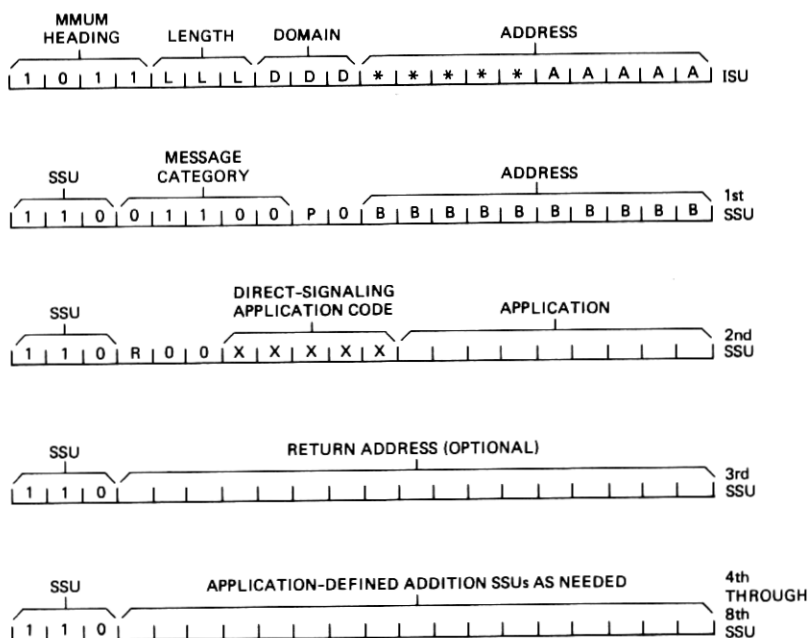 MMUM
HEADING LENGTH DOMAIN ADDRESS
1 0 1 1 L L L D D D * * * * * A A A A A ISU
MESSAGE
SSU CATEGORY ADDRESS
1 1 0 0 1 1 0 0 P 0 B B B B B B B B B B 1st
SSU
DIRECT-SIGNALING
SSU APPLICATION CODE APPLICATION
1 1 0 R 0 0 X X X X X 2nd
SSU
SSU RETURN ADDRESS (OPTIONAL)
1 1 0 3rd
SSU
SSU APPLICATION-DEFINED ADDITION SSUs AS NEEDED 4th
THROUGH
1 1 0 8th
SSU